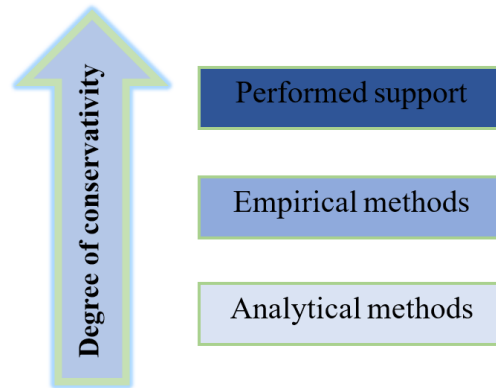 Degree of conservativity
Performed support
Empirical methods
Analytical methods